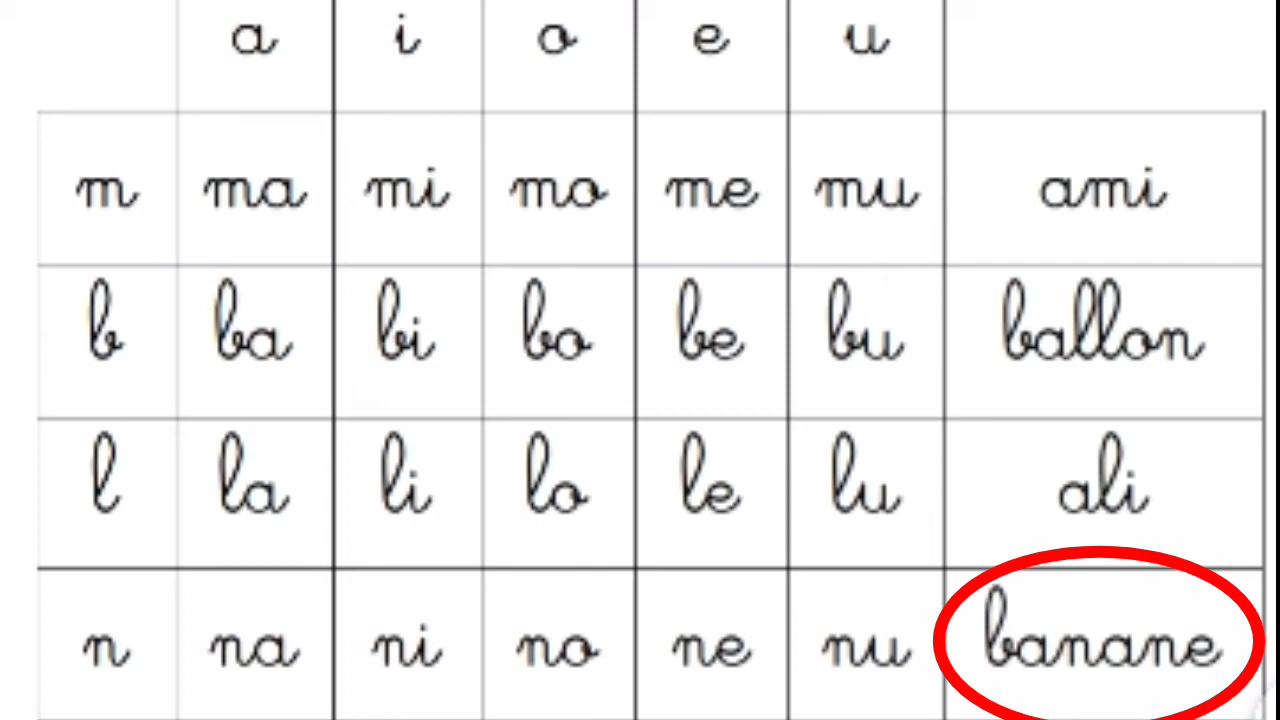 a i o e u
m ma mi mo me mu ami
b ba bi bo be bu ballon
l la li lo le lu ali
n na ni no ne nu banane